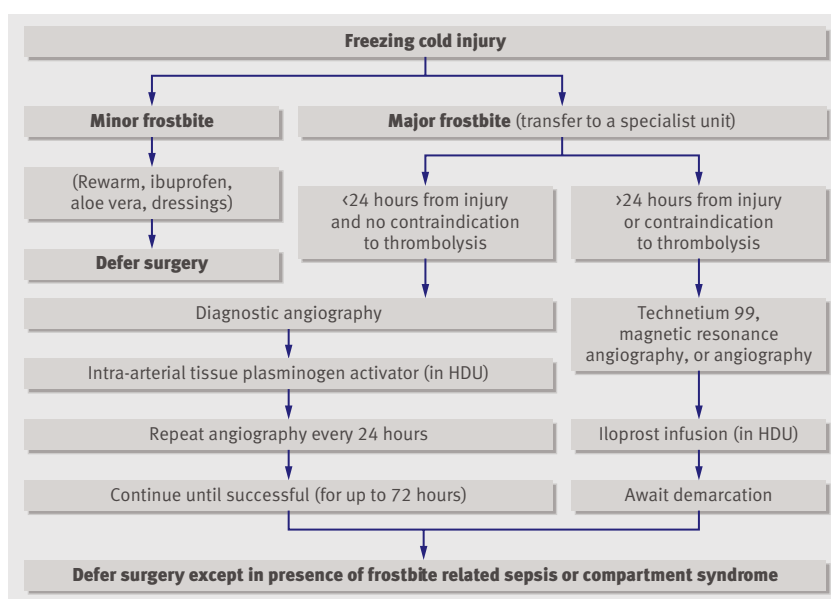 Freezing cold injury
Minor frostbite
Major frostbite (transfer to a specialist unit)
(Rewarm, ibuprofen,
aloe vera, dressings)
<24 hours from injury
and no contraindication
to thrombolysis
>24 hours from injury
or contraindication
to thrombolysis
Defer surgery
Diagnostic angiography
Technetium 99,
magnetic resonance
angiography, or angiography
Intra-arterial tissue plasminogen activator (in HDU)
Repeat angiography every 24 hours
Iloprost infusion (in HDU)
Continue until successful (for up to 72 hours)
Await demarcation
Defer surgery except in presence of frostbite related sepsis or compartment syndrome